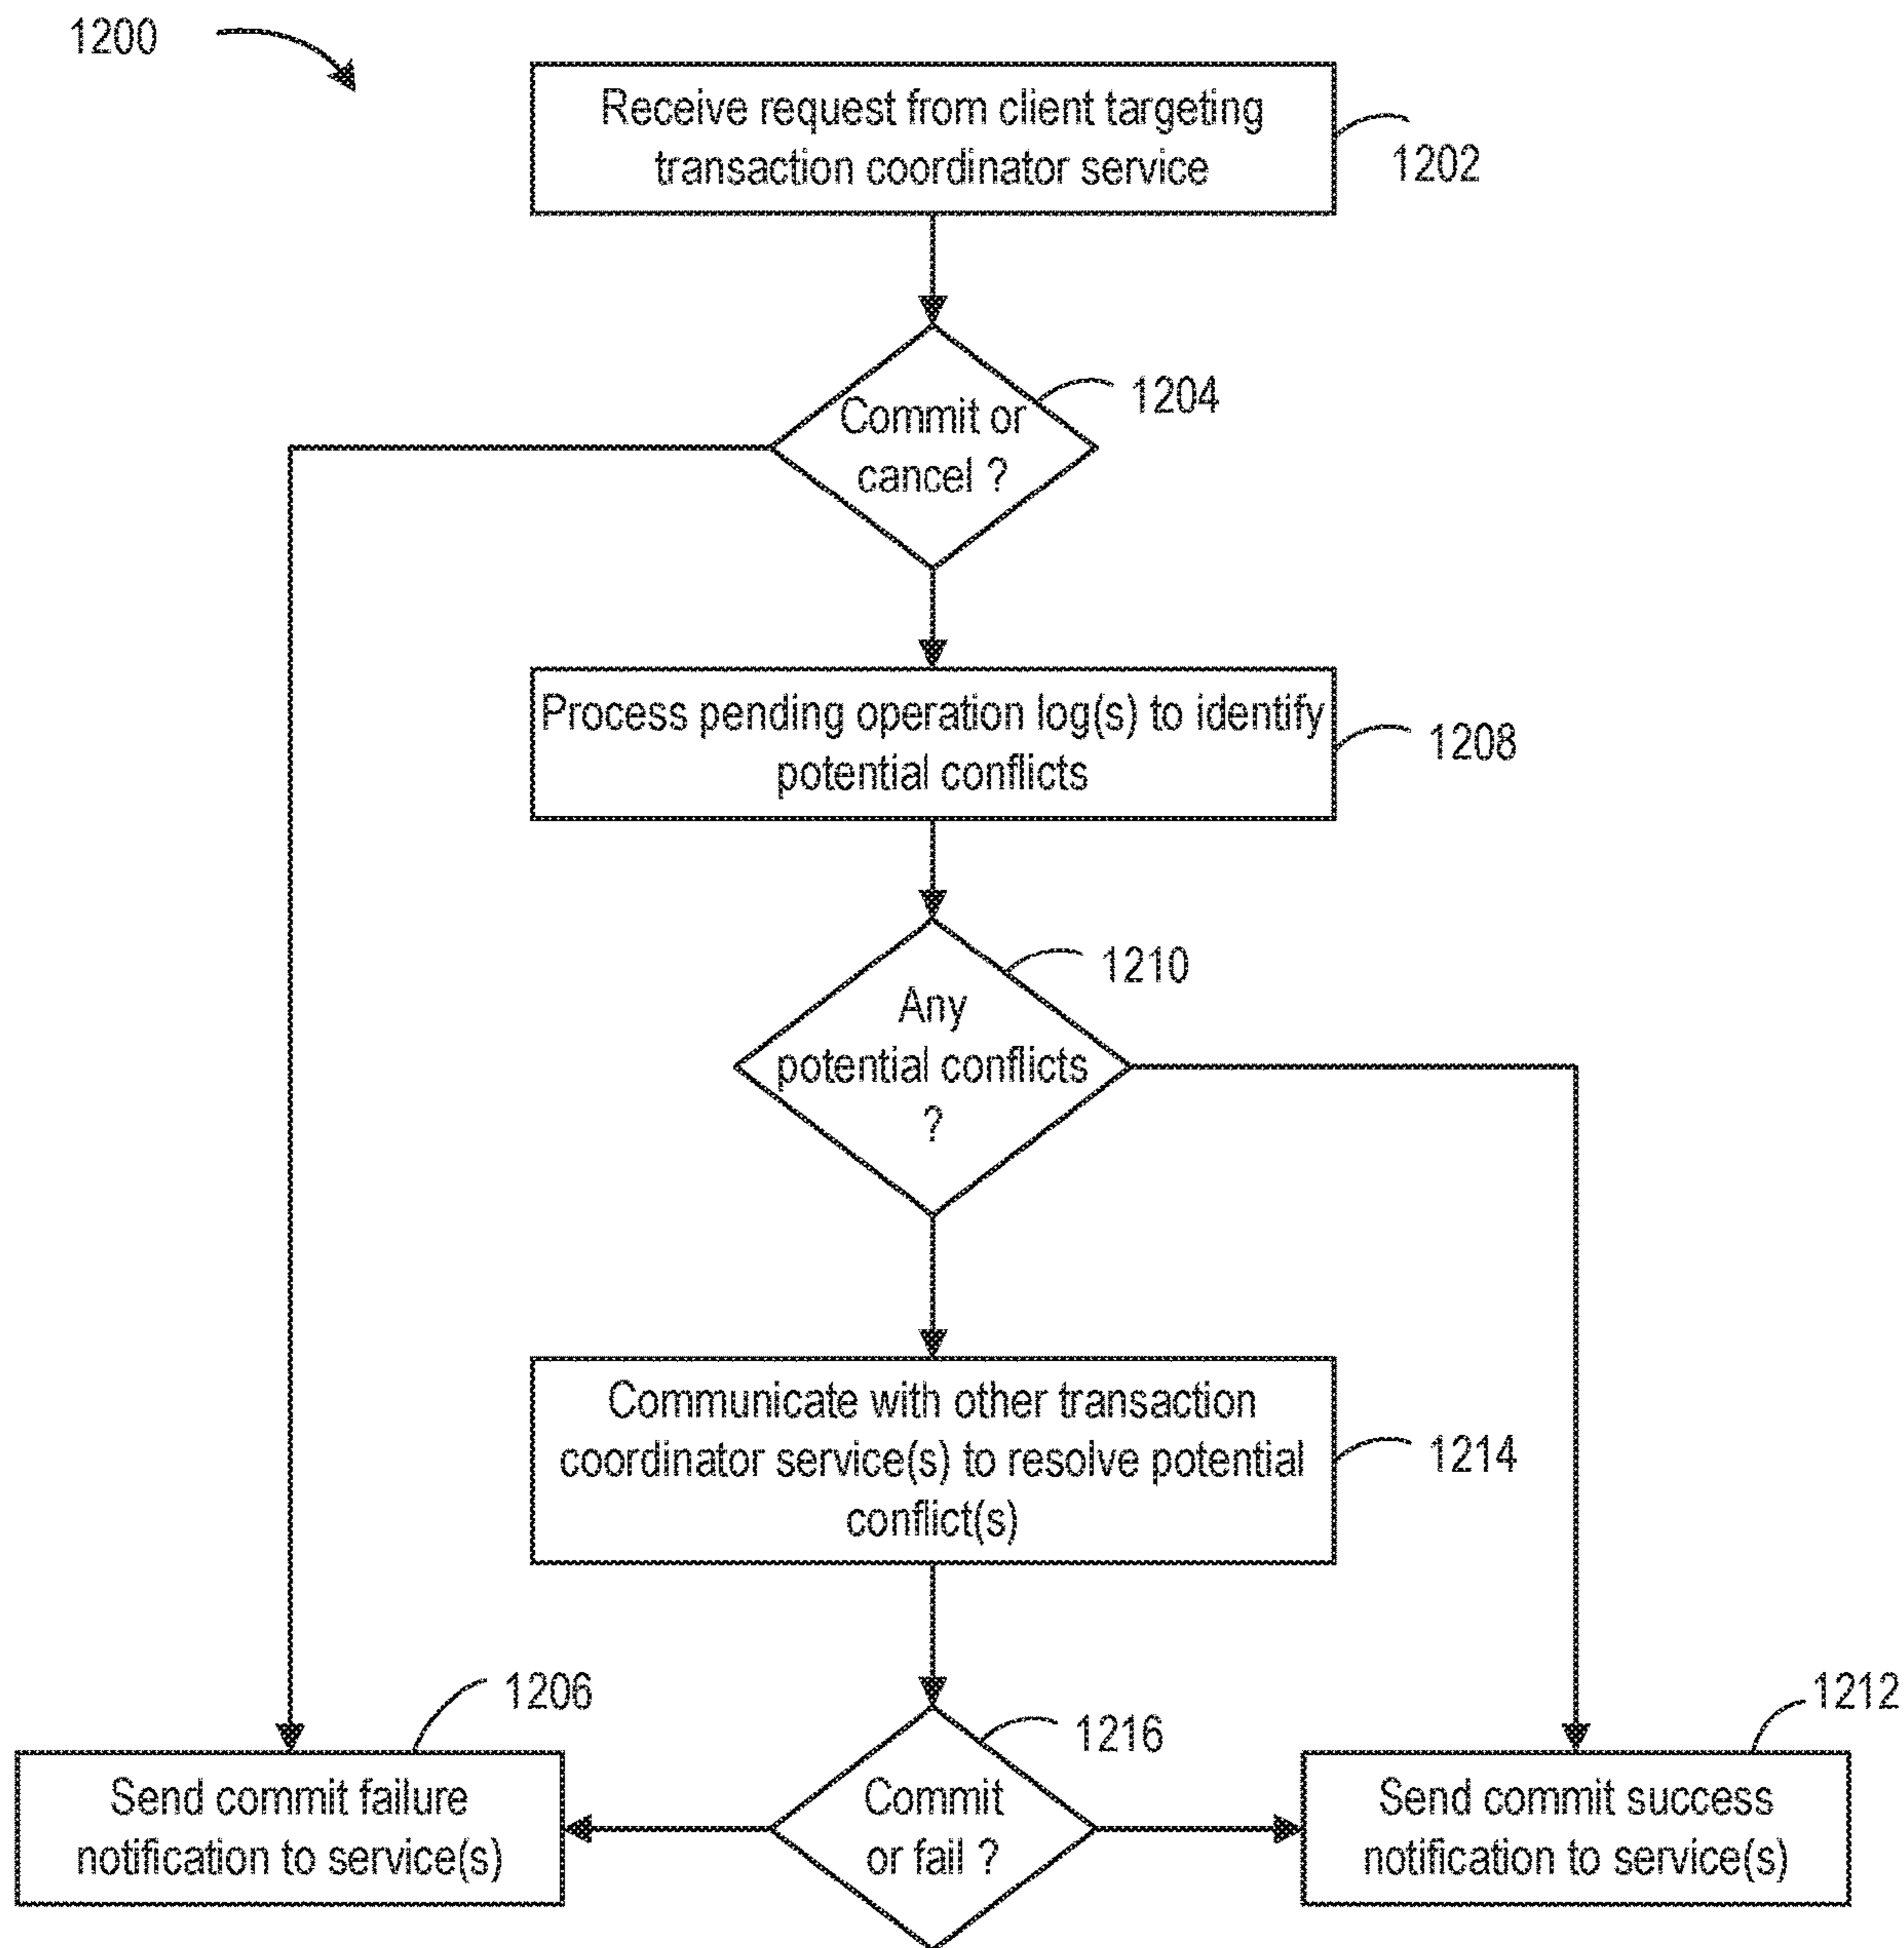 1200
Receive request from client targeting
transaction coordinator service
1202
Commit or
cancel ?
1204
Process pending operation log(s) to identify
potential conflicts
1208
Any
potential conflicts
?
1210
Communicate with other transaction
coordinator service(s) to resolve potential
conflict(s)
1214
1206
Send commit failure
notification to service(s)
1216
Commit
or fail ?
1212
Send commit success
notification to service(s)